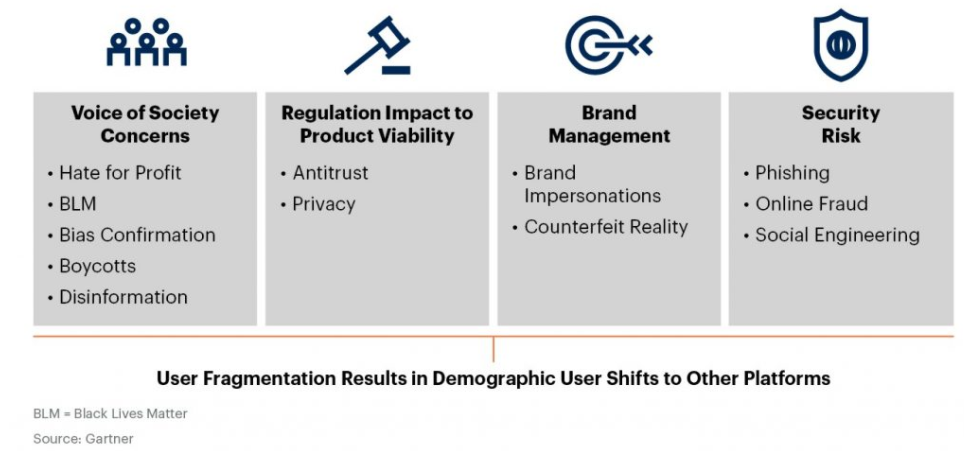 Voice of Society
Concerns
• Hate for Profit
• BLM
• Bias Confirmation
• Boycotts
• Disinformation
Regulation Impact to
Product Viability
• Antitrust
• Privacy
Brand
Management
• Brand
Impersonations
• Counterfeit Reality
Security
Risk
• Phishing
• Online Fraud
• Social Engineering
User Fragmentation Results in Demographic User Shifts to Other Platforms
BLM = Black Lives Matter
Source: Gartner